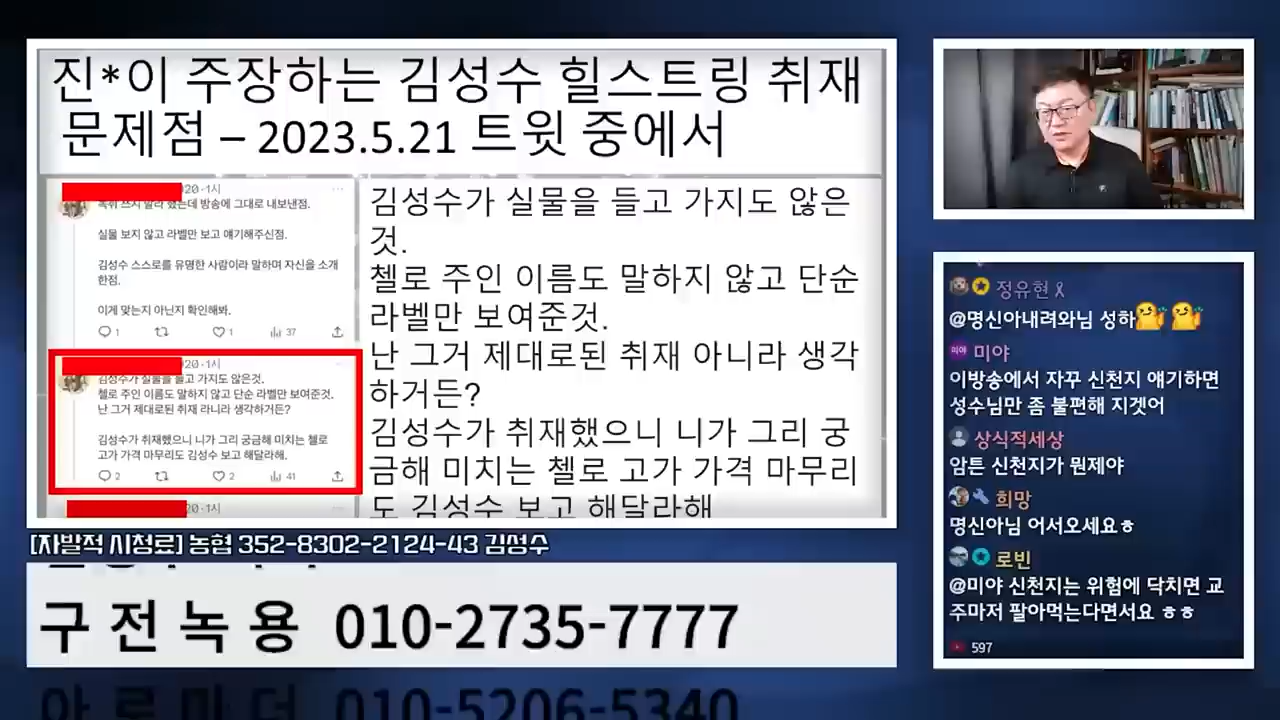 진*이 주장하는 김성수 힐스트링 취재
문제점 – 2023.5.21 트윗 중에서
20·1시
녹취 쓰지 말라 했는데 방송에 그대로 내보낸점.
실물 보지 않고 라벨만 보고 얘기해주신점.
김성수 스스로를 유명한 사람이라 말하며 자신을 소개
한점.
이게 맞는지 아닌지 확인해봐.
1
1
37
20·1시
김성수가 실물을 들고 가지도 않은것.
첼로 주인 이름도 말하지 않고 단순 라벨만 보여준것.
난 그거 제대로된 취재 라니라 생각하거든?
김성수가 취재했으니 니가 그리 궁금해 미치는 첼로
고가 가격 마무리도 김성수 보고 해달라해.
2
2
41
20·1시
김성수가 실물을 들고 가지도 않은
것.
첼로 주인 이름도 말하지 않고 단순
라벨만 보여준것.
난 그거 제대로된 취재 아니라 생각
하거든?
김성수가 취재했으니 니가 그리 궁
금해 미치는 첼로 고가 가격 마무리
도 김성수 보고 해달라해
[자발적 시청료] 농협 352-8302-2124-43 김성수
구 전 녹 용 010-2735-7777
아 로 마 더 010-5206-5340
정유현
@명신아내려와님 성하
미야 미야
이방송에서 자꾸 신천지 얘기하면
성수님만 좀 불편해 지겟어
상식적세상
암튼 신천지가 뭔제야
희망
명신아님 어서오세요ㅎ
로빈
@미야 신천지는 위험에 닥치면 교
주마저 팔아먹는다면서요 ㅎㅎ
597